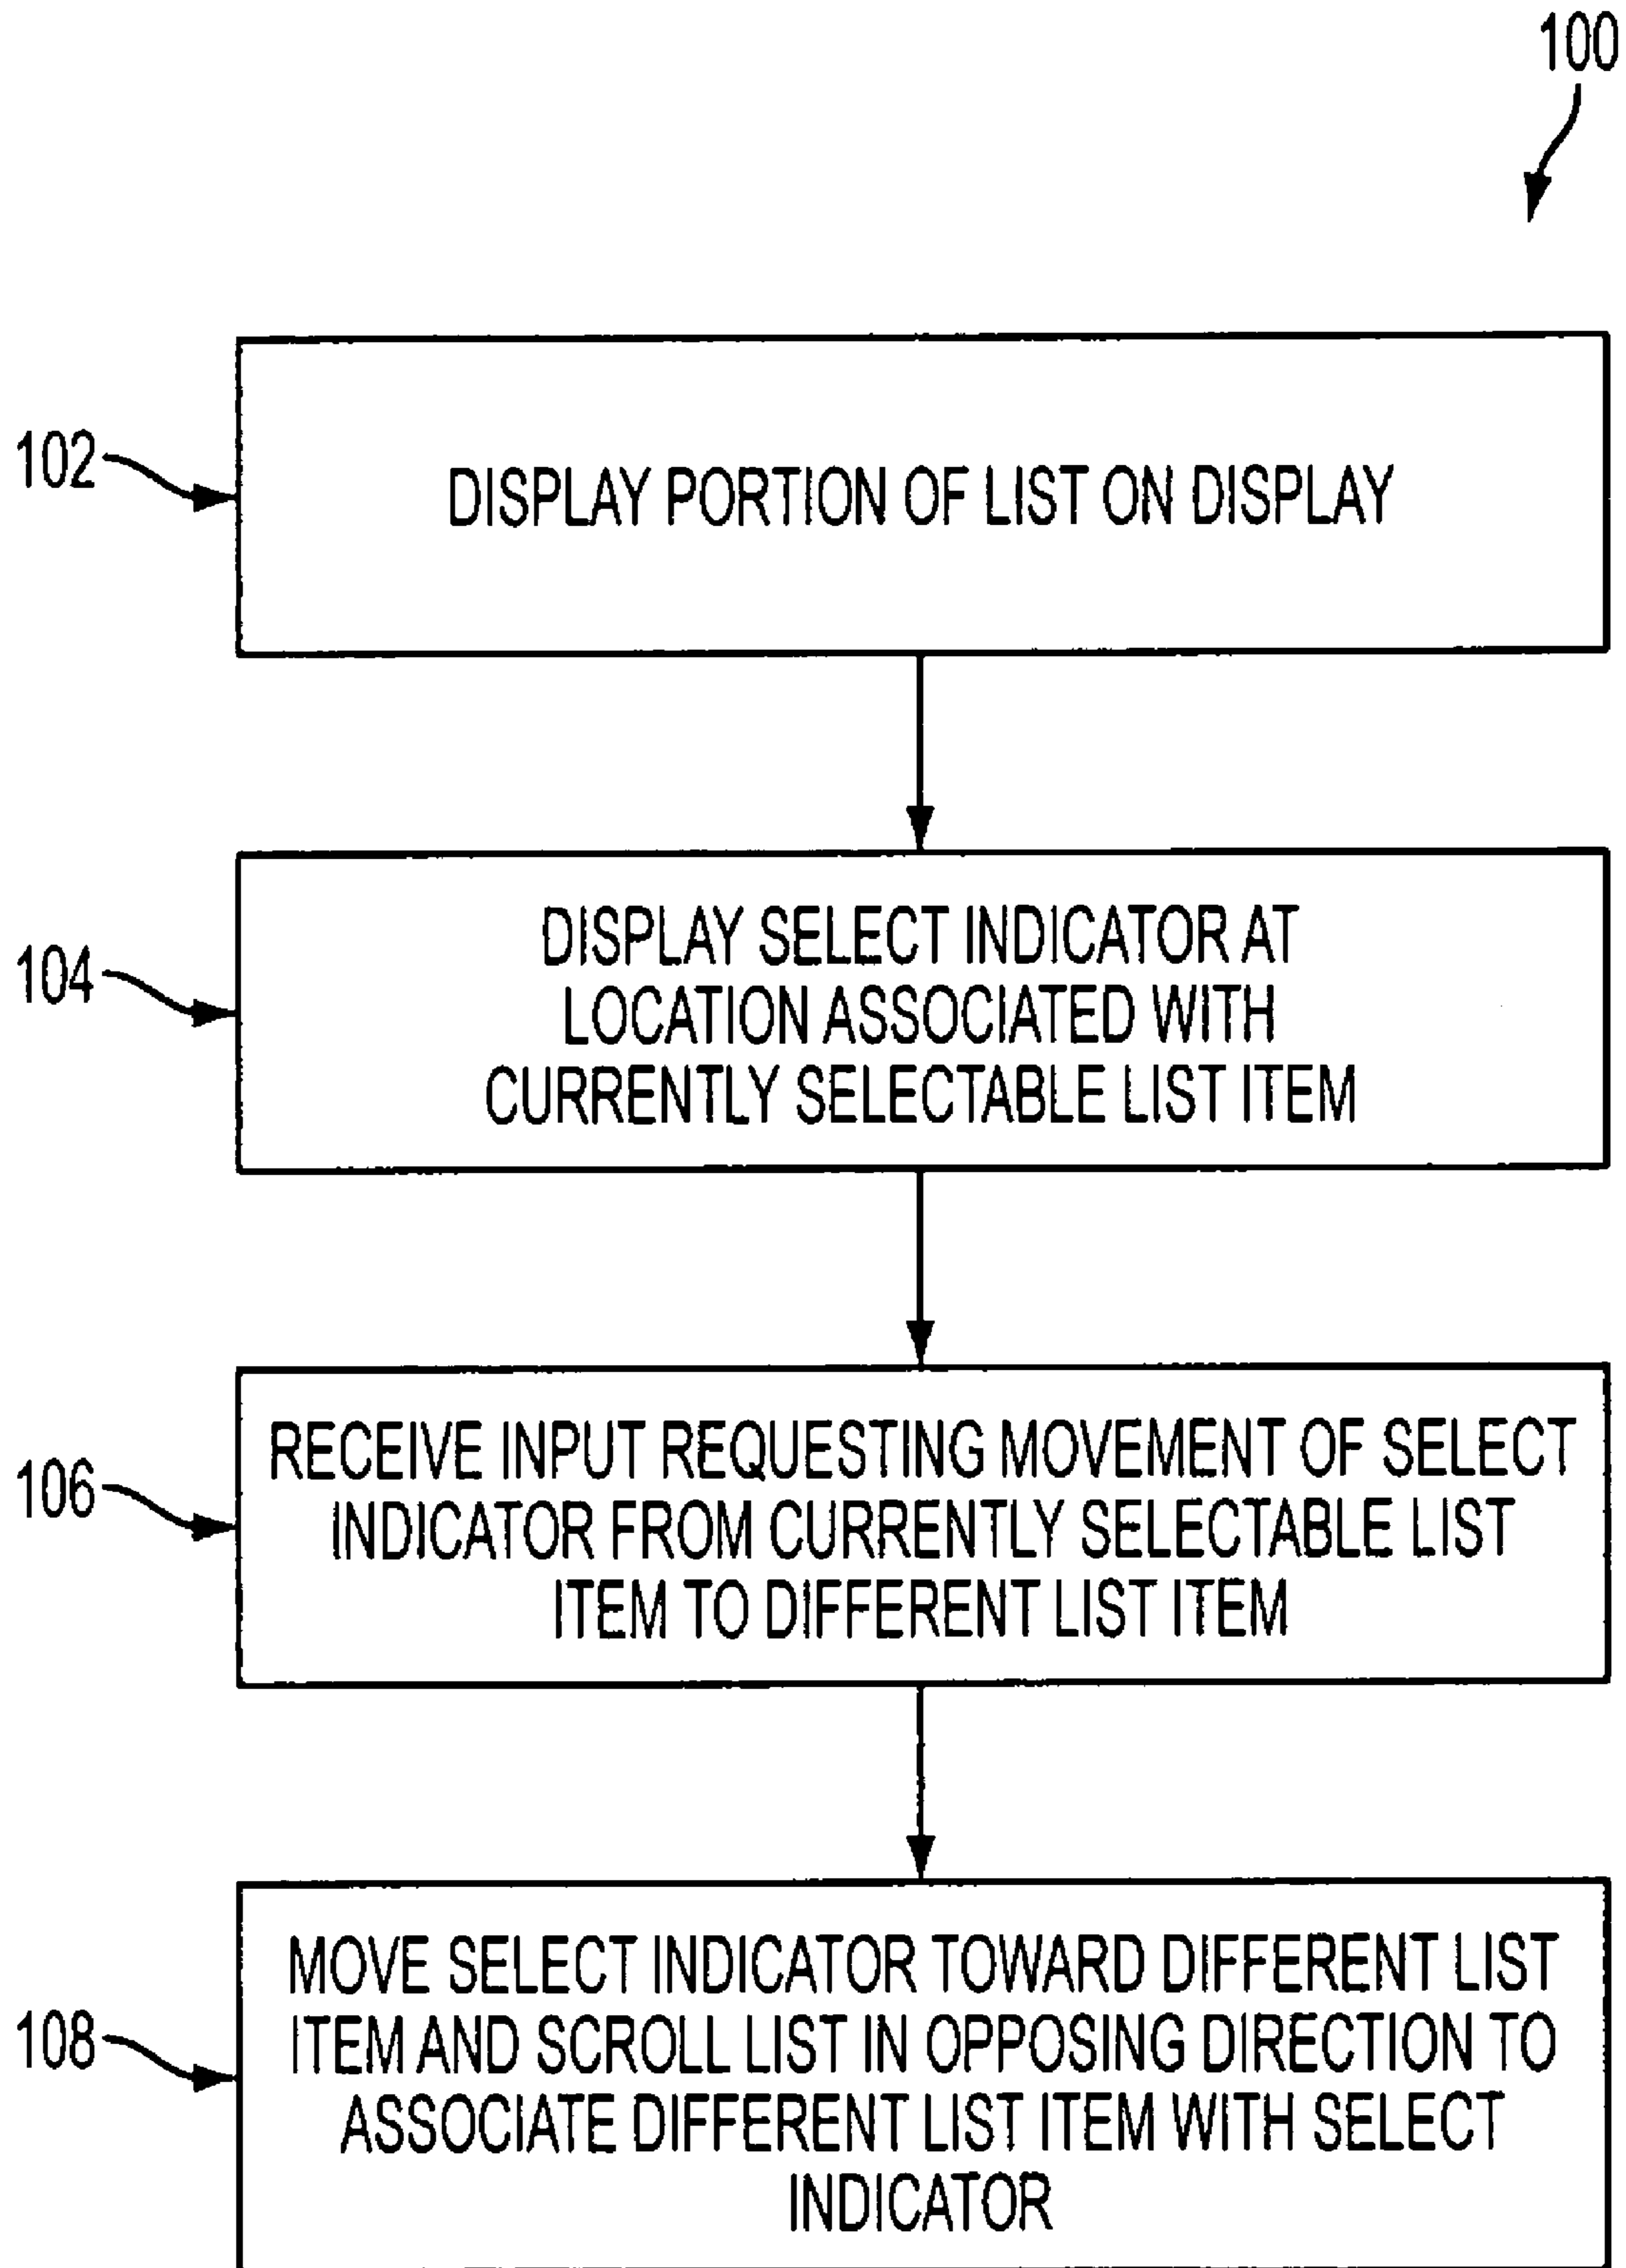 100
102
DISPLAY PORTION OF LIST ON DISPLAY
104
DISPLAY SELECT INDICATOR AT
LOCATION ASSOCIATED WITH
CURRENTLY SELECTABLE LIST ITEM
106
RECEIVE INPUT REQUESTING MOVEMENT OF SELECT
INDICATOR FROM CURRENTLY SELECTABLE LIST
ITEM TO DIFFERENT LIST ITEM
108
MOVE SELECT INDICATOR TOWARD DIFFERENT LIST
ITEM AND SCROLL LIST IN OPPOSING DIRECTION TO
ASSOCIATE DIFFERENT LIST ITEM WITH SELECT
INDICATOR